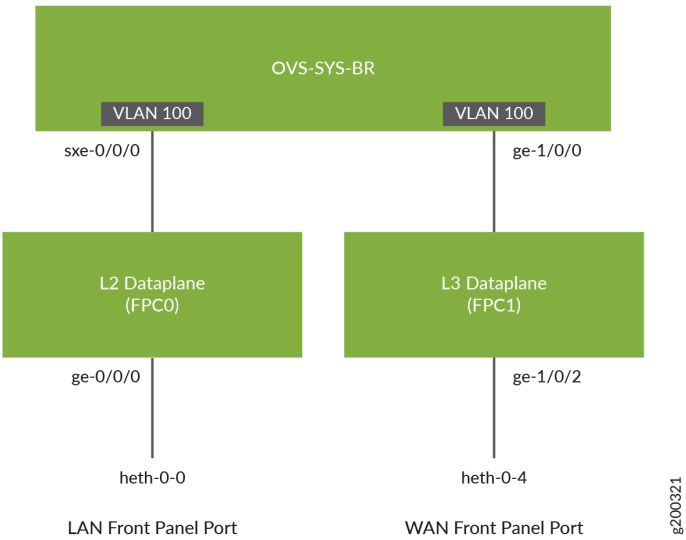 OVS-SYS-BR
VLAN 100
VLAN 100
sxe-0/0/0
ge-1/0/0
L2 Dataplane
(FPC0)
L3 Dataplane
(FPC1)
ge-0/0/0
ge-1/0/2
heth-0-0
heth-0-4
LAN Front Panel Port
WAN Front Panel Port
g200321